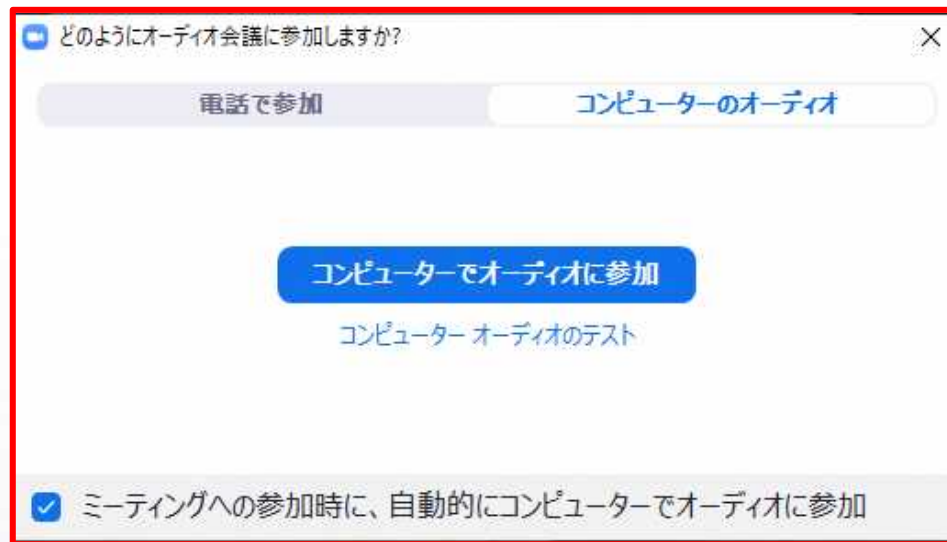 どのようにオーディオ会議に参加しますか?
電話で参加
コンピューターのオーディオ
コンピューターでオーディオに参加
コンピューター オーディオのテスト
ミーティングへの参加時に、自動的にコンピューターでオーディオに参加